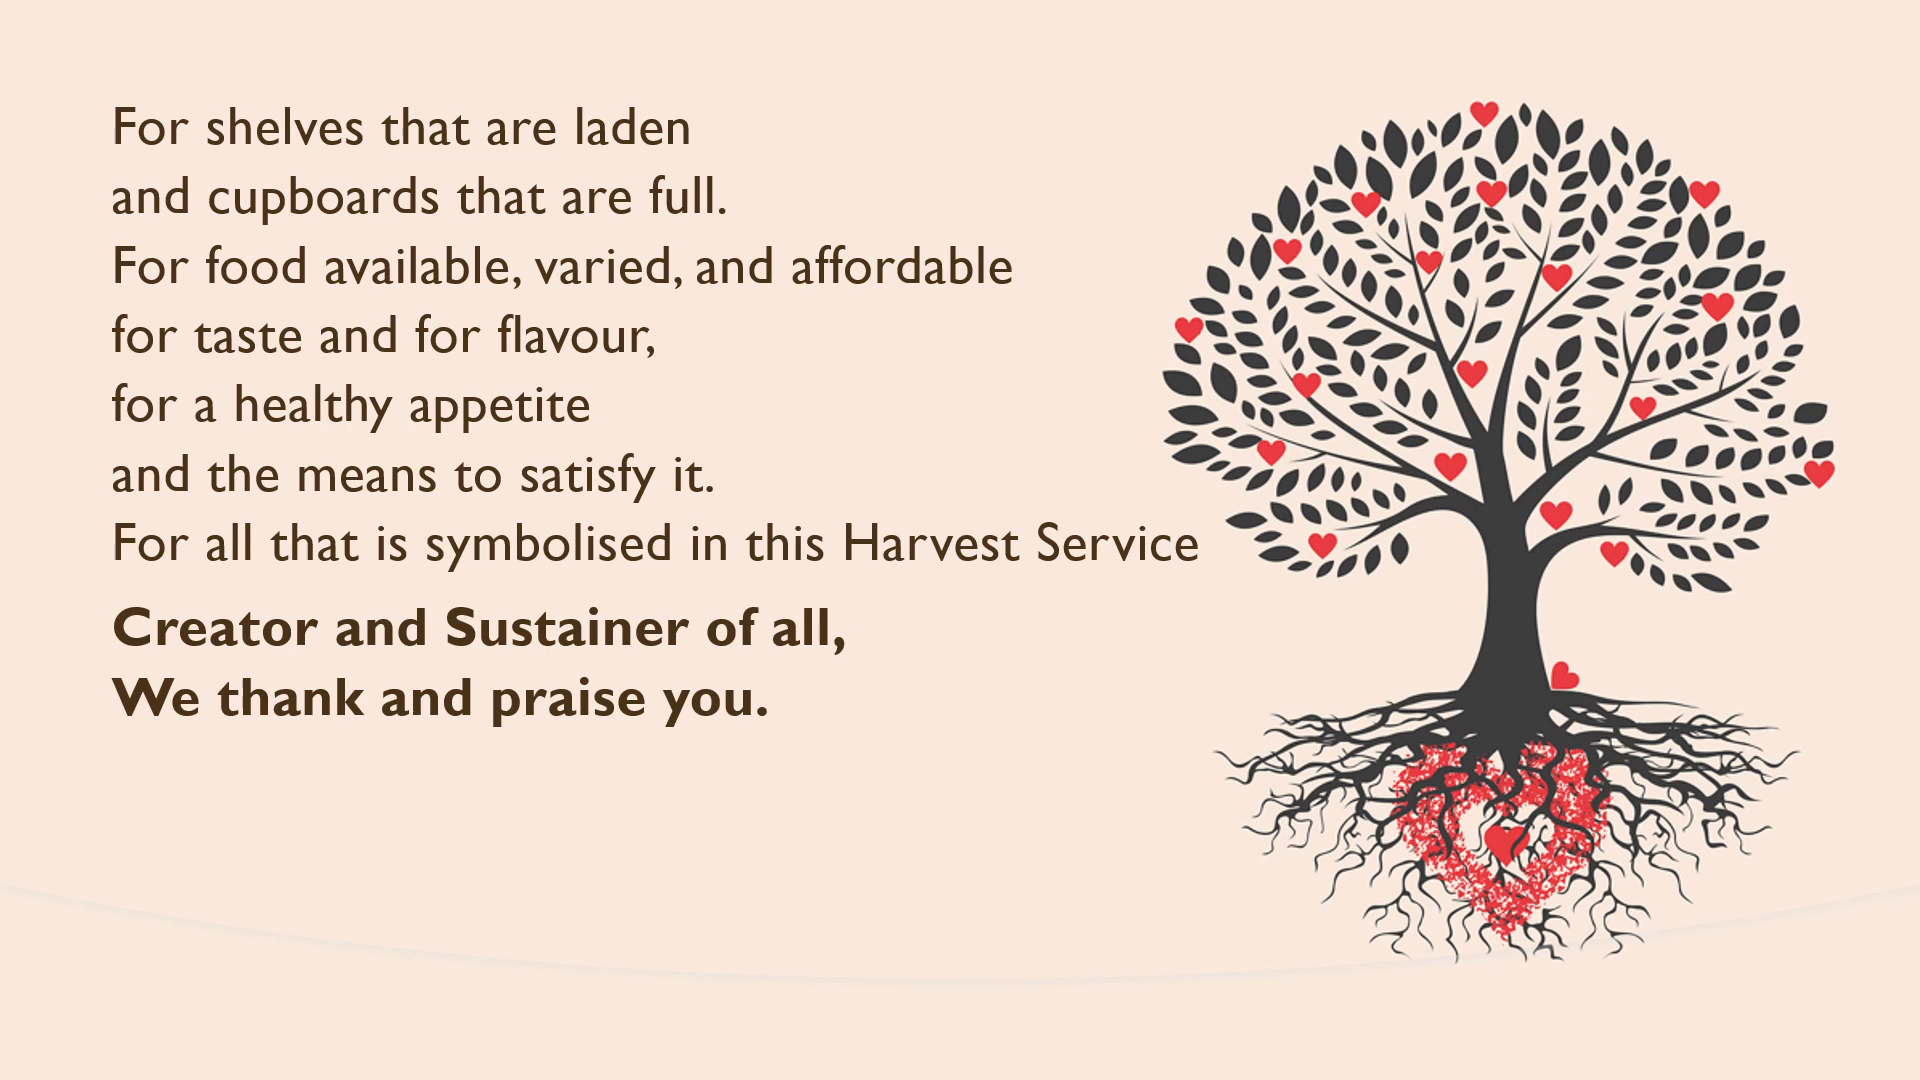 For shelves that are laden
and cupboards that are full.
For food available, varied, and affordable
for taste and for flavour,
for a healthy appetite
and the means to satisfy it.
For all that is symbolised in this Harvest Service
Creator and Sustainer of all,
We thank and praise you.